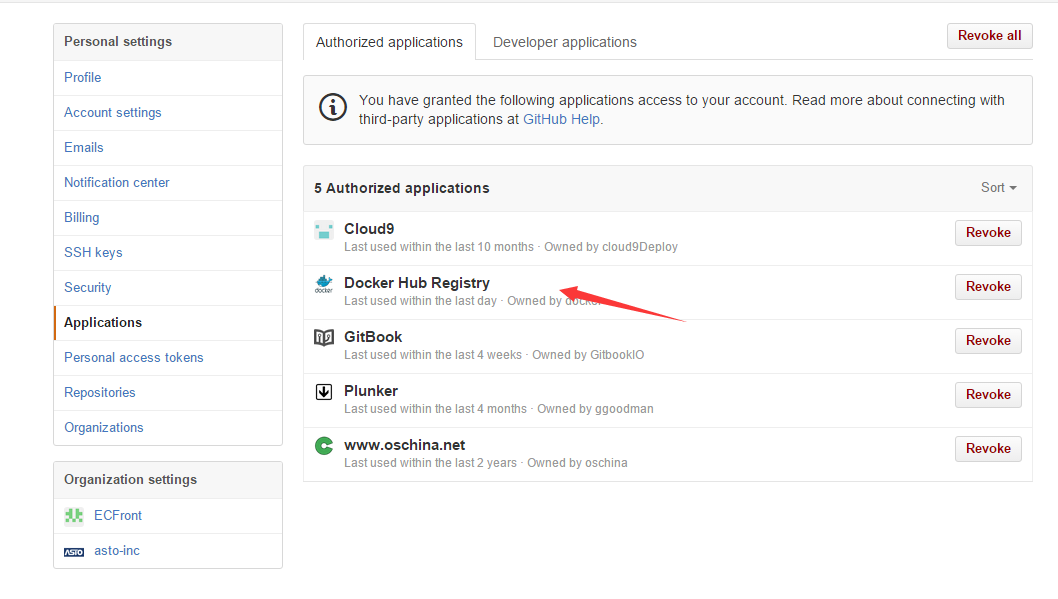 Personal settings
Profile
Account settings
Emails
Notification center
Billing
SSH keys
Security
Applications
Personal access tokens
Repositories
Organizations
Organization settings
ECFront
ASTO
asto-inc
Authorized applications
Developer applications
Revoke all
You have granted the following applications access to your account. Read more about connecting with
third-party applications at GitHub Help.
5 Authorized applications
Sort
Cloud9
Last used within the last 10 months · Owned by cloud9Deploy
Revoke
docker
Docker Hub Registry
Last used within the last day · Owned by docker
Revoke
GitBook
Last used within the last 4 weeks · Owned by GitbookIO
Revoke
Plunker
Last used within the last 4 months · Owned by ggoodman
Revoke
www.oschina.net
Last used within the last 2 years · Owned by oschina
Revoke